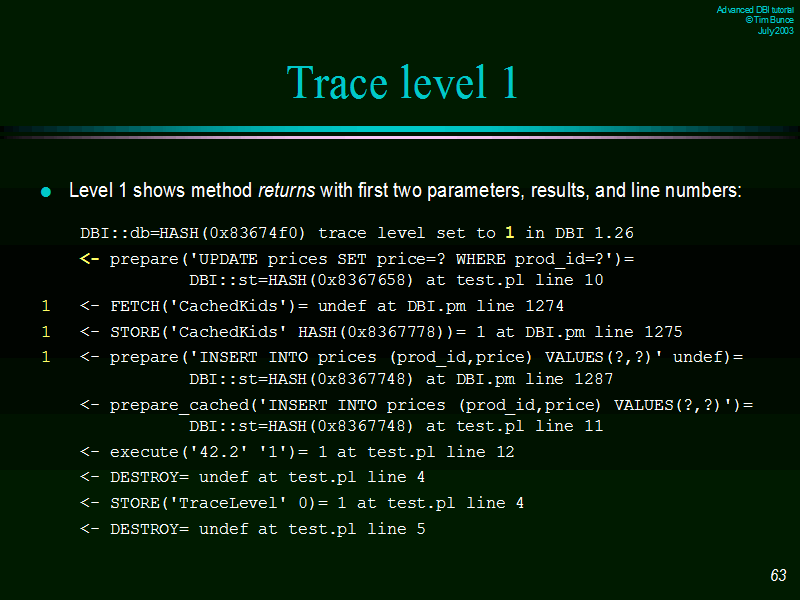 Advanced DBI tutorial
© Tim Bunce
July 2003
Trace level 1
Level 1 shows method returns with first two parameters, results, and line numbers:
DBI::db=HASH(0x83674f0) trace level set to 1 in DBI 1.26
<- prepare('UPDATE prices SET price=? WHERE prod_id=?')=
DBI::st=HASH(0x8367658) at test.pl line 10
1 <- FETCH('CachedKids')= undef at DBI.pm line 1274
1 <- STORE('CachedKids' HASH(0x8367778))= 1 at DBI.pm line 1275
1 <- prepare('INSERT INTO prices (prod_id,price) VALUES(?,?)' undef)=
DBI::st=HASH(0x8367748) at DBI.pm line 1287
<- prepare_cached('INSERT INTO prices (prod_id,price) VALUES(?,?)')=
DBI::st=HASH(0x8367748) at test.pl line 11
<- execute('42.2' '1')= 1 at test.pl line 12
<- DESTROY= undef at test.pl line 4
<- STORE('TraceLevel' 0)= 1 at test.pl line 4
<- DESTROY= undef at test.pl line 5
63